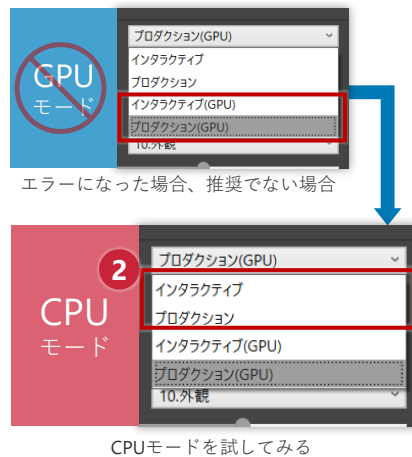 プロダクション(GPU)
インタラクティブ
プロダクション
インタラクティブ(GPU)
プロダクション(GPU)
10.外観
GPU
モード
エラーになった場合、推奨でない場合
2
プロダクション(GPU)
インタラクティブ
プロダクション
インタラクティブ(GPU)
プロダクション(GPU)
10.外観
CPU
モード
CPUモードを試してみる